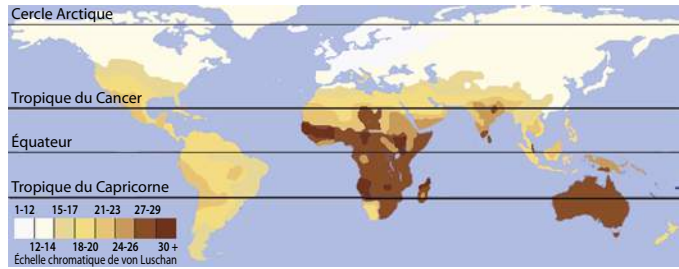 Cercle Arctique
Tropique du Cancer
Équateur
Tropique du Capricorne
1-12 15-17 21-23 27-29
12-14 18-20 24-26 30 +
Échelle chromatique de von Luschan